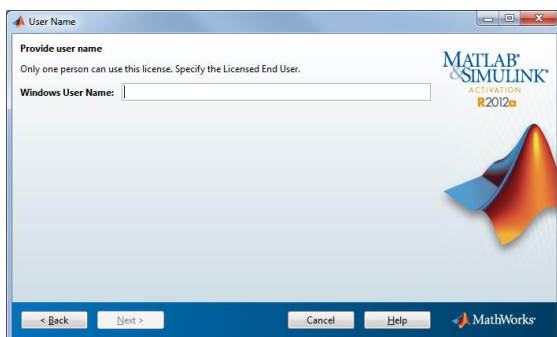 User Name
Provide user name
Only one person can use this license. Specify the Licensed End User.
Windows User Name:
MATLAB®
&SIMULINK®
ACTIVATION
R2012a
< Back
Next >
Cancel
Help
MathWorks®